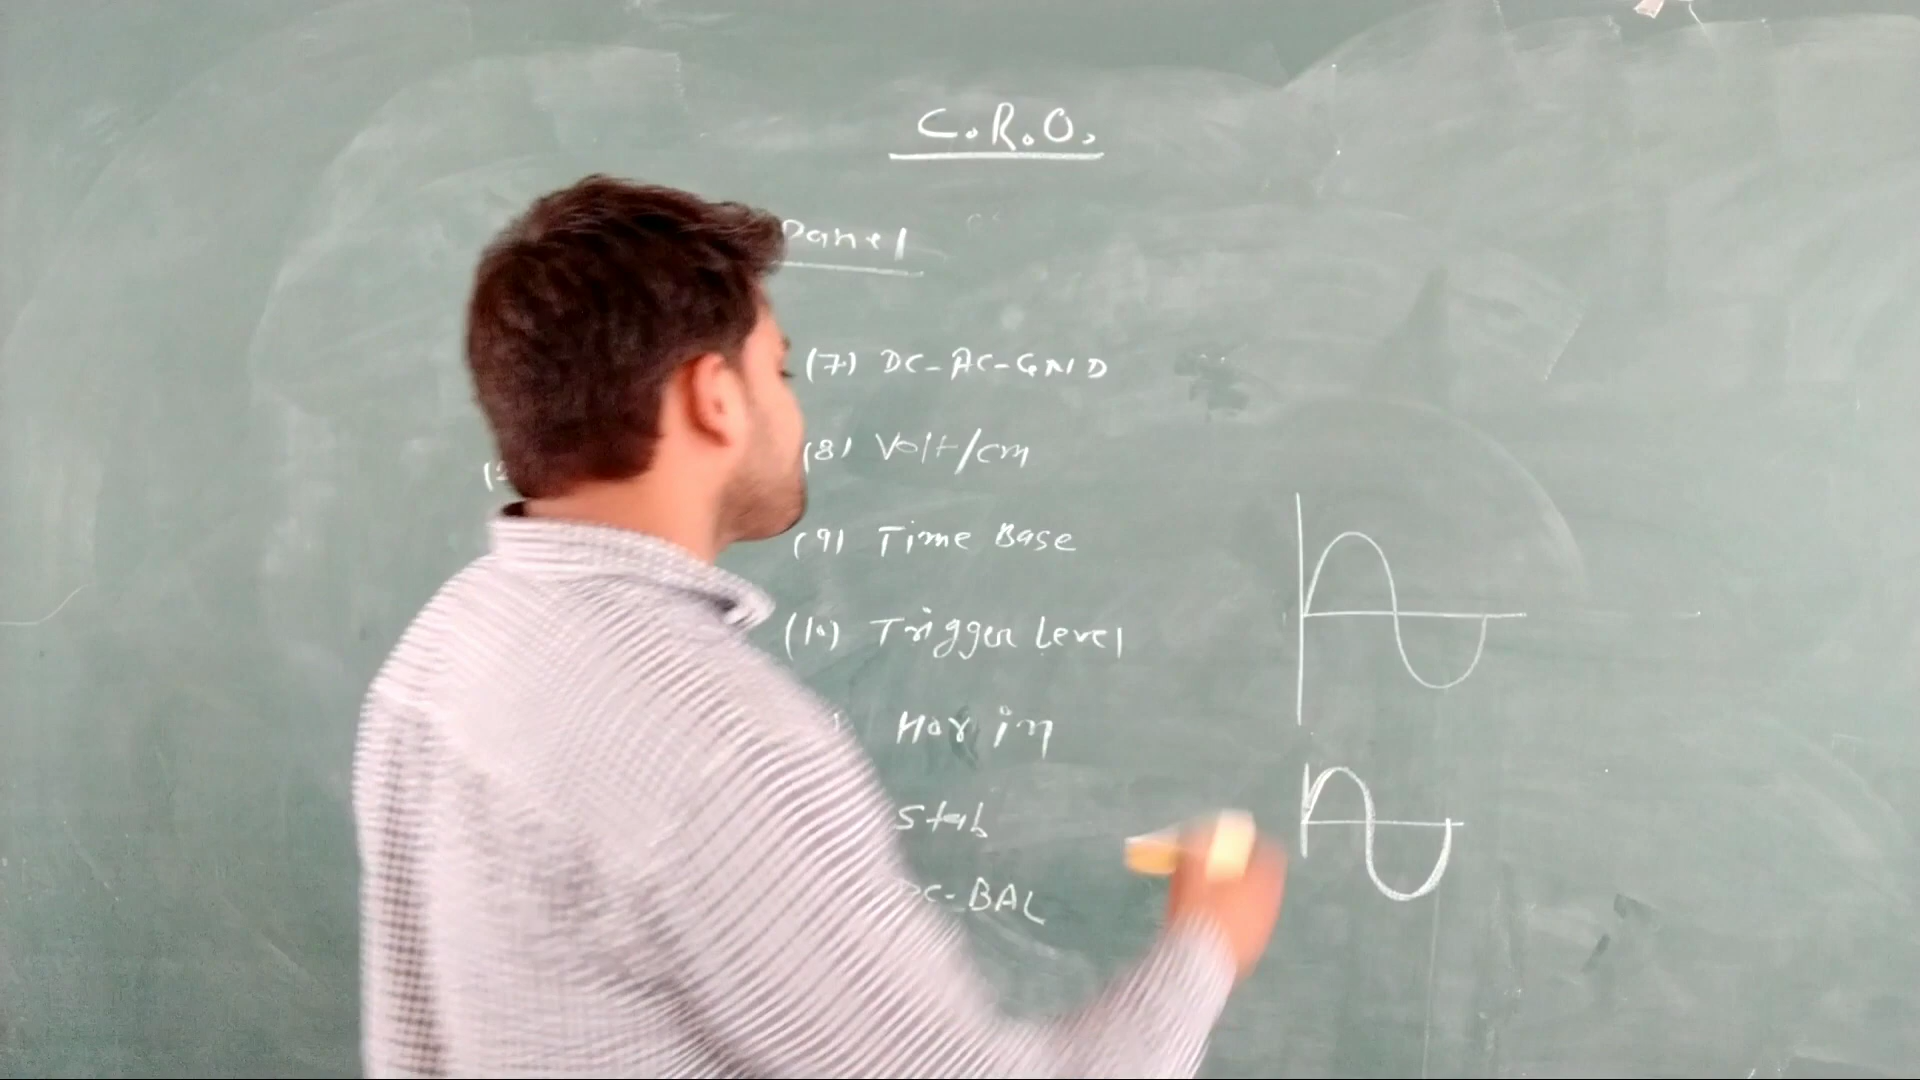 C.R.O.
Panel
(7) DC-AC-GND
(8) Volt/cm
(9) Time Base
(10) Trigger Level
Hor in
Stab
DC-BAL